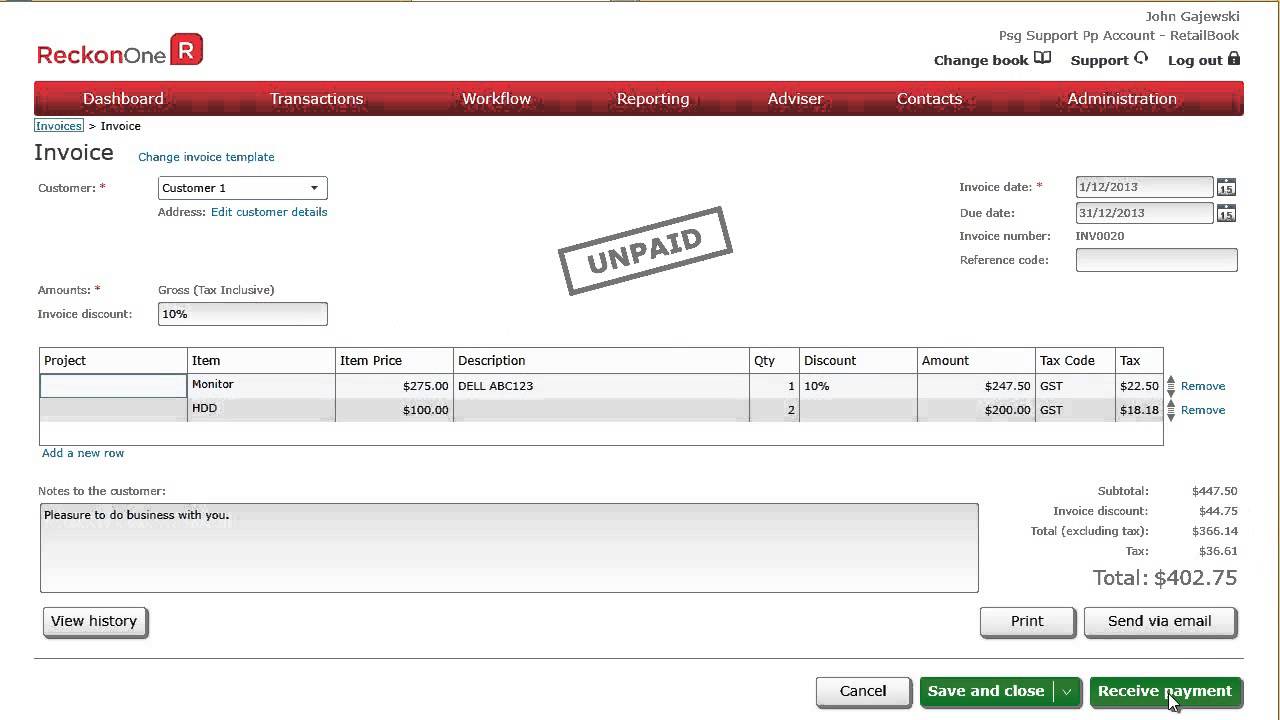 John Gajewski
Psg Support Pp Account - RetailBook
ReckonOne R
Change book Support Log out
Dashboard Transactions Workflow Reporting Adviser Contacts Administration
Invoices > Invoice
Invoice Change invoice template
Customer: * Customer 1
Address: Edit customer details
Invoice date: * 1/12/2013 15
Due date: 31/12/2013 15
Invoice number: INV0020
Reference code:
UNPAID
Amounts: * Gross (Tax Inclusive)
Invoice discount: 10%
Project Item Item Price Description Qty Discount Amount Tax Code Tax
Monitor $275.00 DELL ABC123 1 10% $247.50 GST $22.50 Remove
HDD $100.00 2 $200.00 GST $18.18 Remove
Add a new row
Notes to the customer:
Pleasure to do business with you.
Subtotal: $447.50
Invoice discount: $44.75
Total (excluding tax): $366.14
Tax: $36.61
Total: $402.75
View history Print Send via email
Cancel Save and close Receive payment